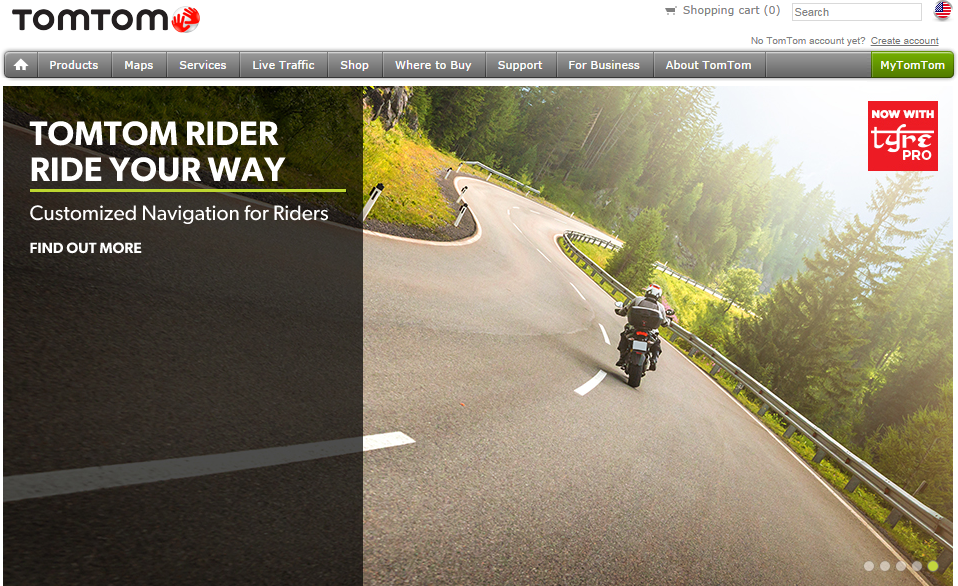 TOMTOM
Shopping cart (0)
Search
No TomTom account yet? Create account
Products
Maps
Services
Live Traffic
Shop
Where to Buy
Support
For Business
About TomTom
MyTomTom
TOMTOM RIDER
RIDE YOUR WAY
Customized Navigation for Riders
FIND OUT MORE
NOW WITH
tyre
PRO